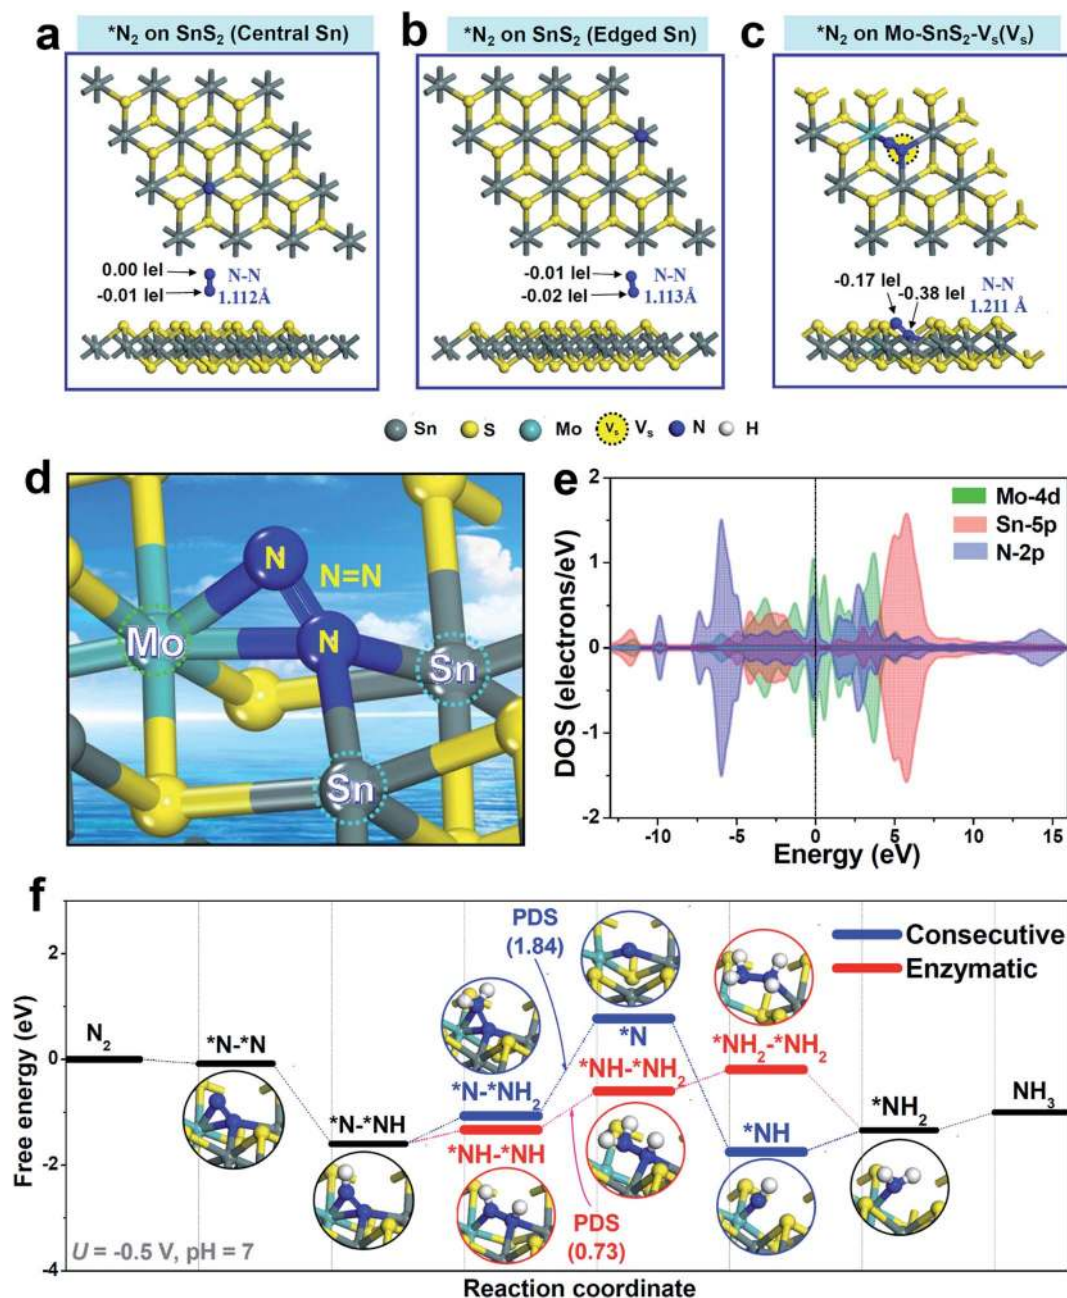 a
*N₂ on SnS₂ (Central Sn)
0.00 lel
-0.01 lel
N-N
1.112Å
b
*N₂ on SnS₂ (Edged Sn)
-0.01 lel
-0.02 lel
N-N
1.113Å
c
*N₂ on Mo-SnS₂-Vₛ(Vₛ)
-0.17 lel
-0.38 lel
N-N
1.211 Å
Sn S Mo Vₛ Vₛ N H
d
N
N=N
N
Mo
Sn
Sn
e
Mo-4d
Sn-5p
N-2p
DOS (electrons/eV)
2
1
0
-1
-2
-10 -5 0 5 10 15
Energy (eV)
f
Consecutive
Enzymatic
Free energy (eV)
2
0
-2
-4
N₂
*N-*N
*N-*NH
*N-*NH₂
*NH-*NH
PDS
(1.84)
*N
*NH-*NH₂
PDS
(0.73)
*NH₂-*NH₂
*NH
*NH₂
NH₃
U = -0.5 V, pH = 7
Reaction coordinate